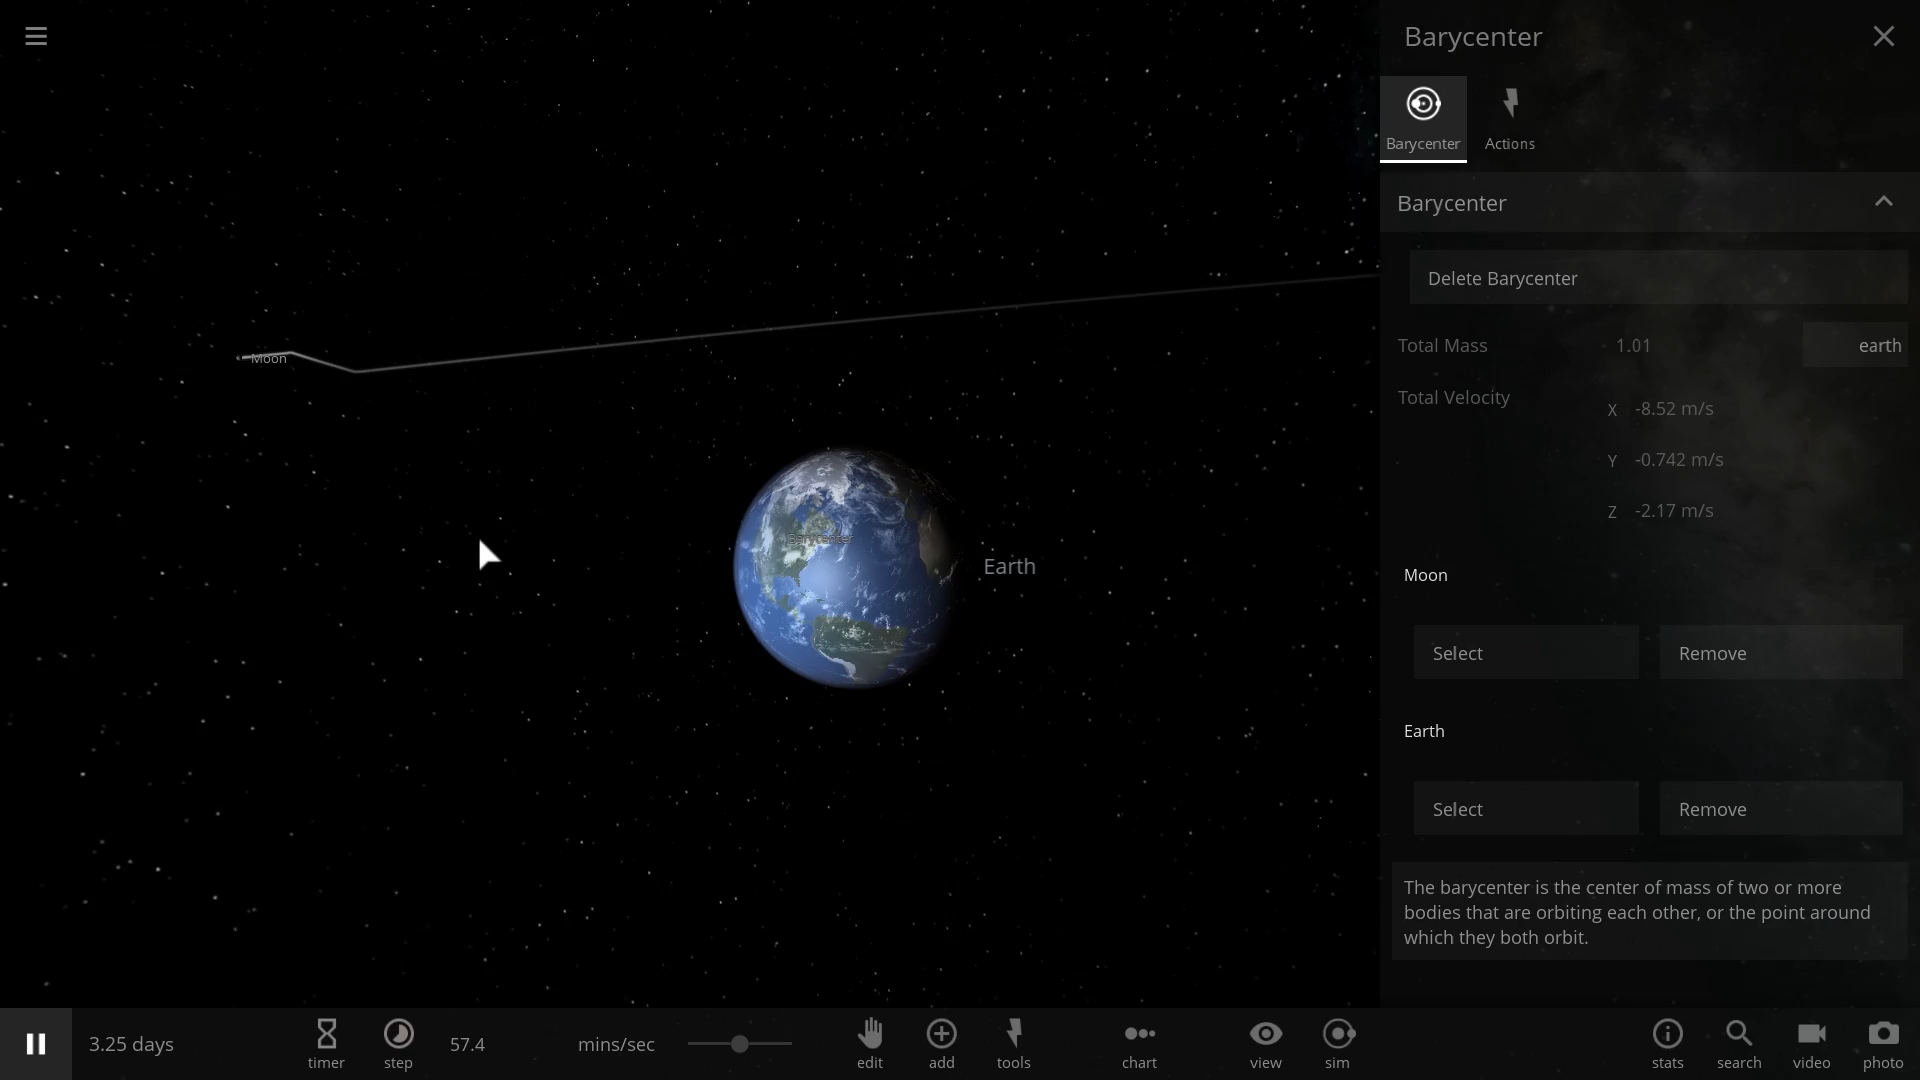 Barycenter
Barycenter
Actions
Barycenter
Delete Barycenter
Total Mass 1.01 earth
Total Velocity
X -8.52 m/s
Y -0.742 m/s
Z -2.17 m/s
Moon
Select Remove
Earth
Select Remove
The barycenter is the center of mass of two or more
bodies that are orbiting each other, or the point around
which they both orbit.
Moon
Barycenter
Earth
3.25 days
timer
step
57.4 mins/sec
edit
add
tools
chart
view
sim
stats
search
video
photo